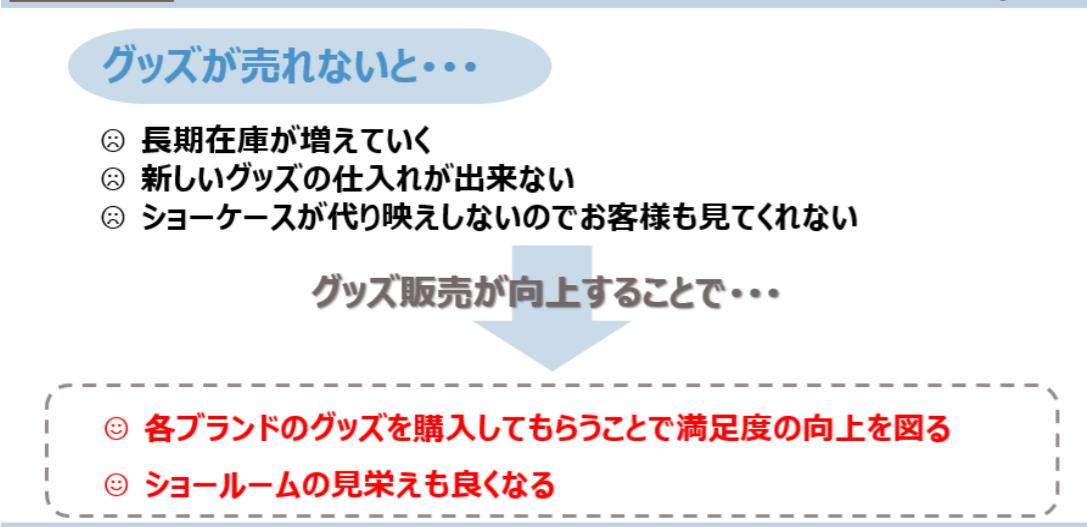 グッズが売れないと・・・
☹ 長期在庫が増えていく
☹ 新しいグッズの仕入れが出来ない
☹ ショーケースが代り映えしないのでお客様も見てくれない
グッズ販売が向上することで・・・
☺ 各ブランドのグッズを購入してもらうことで満足度の向上を図る
☺ ショールームの見栄えも良くなる